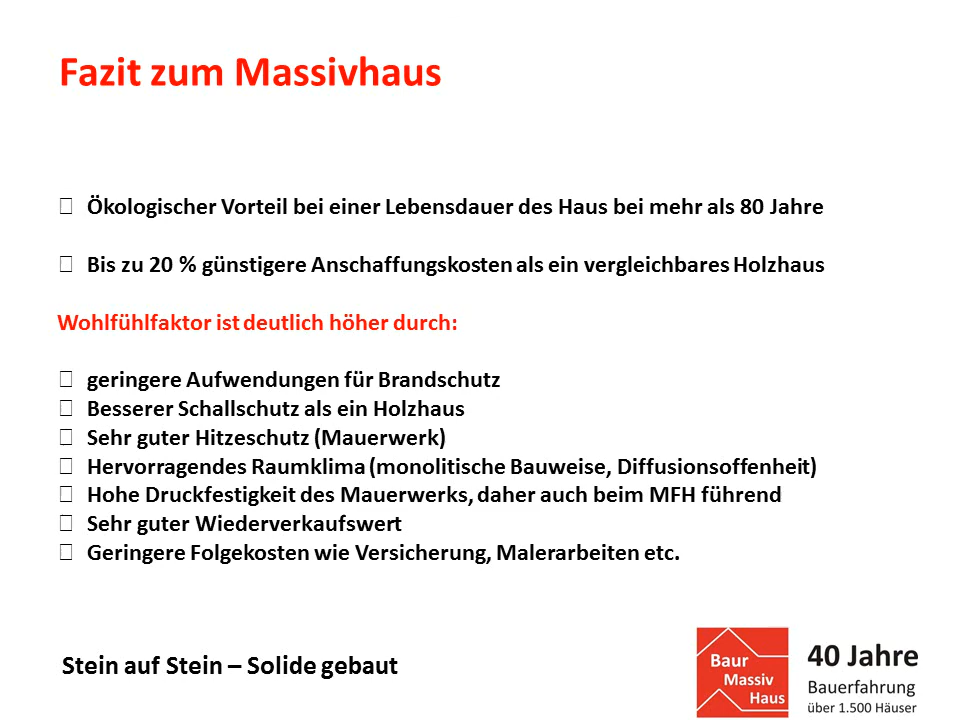 Fazit zum Massivhaus
Ökologischer Vorteil bei einer Lebensdauer des Haus bei mehr als 80 Jahre
Bis zu 20 % günstigere Anschaffungskosten als ein vergleichbares Holzhaus
Wohlfühlfaktor ist deutlich höher durch:
geringere Aufwendungen für Brandschutz
Besserer Schallschutz als ein Holzhaus
Sehr guter Hitzeschutz (Mauerwerk)
Hervorragendes Raumklima (monolitische Bauweise, Diffusionsoffenheit)
Hohe Druckfestigkeit des Mauerwerks, daher auch beim MFH führend
Sehr guter Wiederverkaufswert
Geringere Folgekosten wie Versicherung, Malerarbeiten etc.
Stein auf Stein – Solide gebaut
Baur
Massiv
Haus
40 Jahre
Bauerfahrung
über 1.500 Häuser